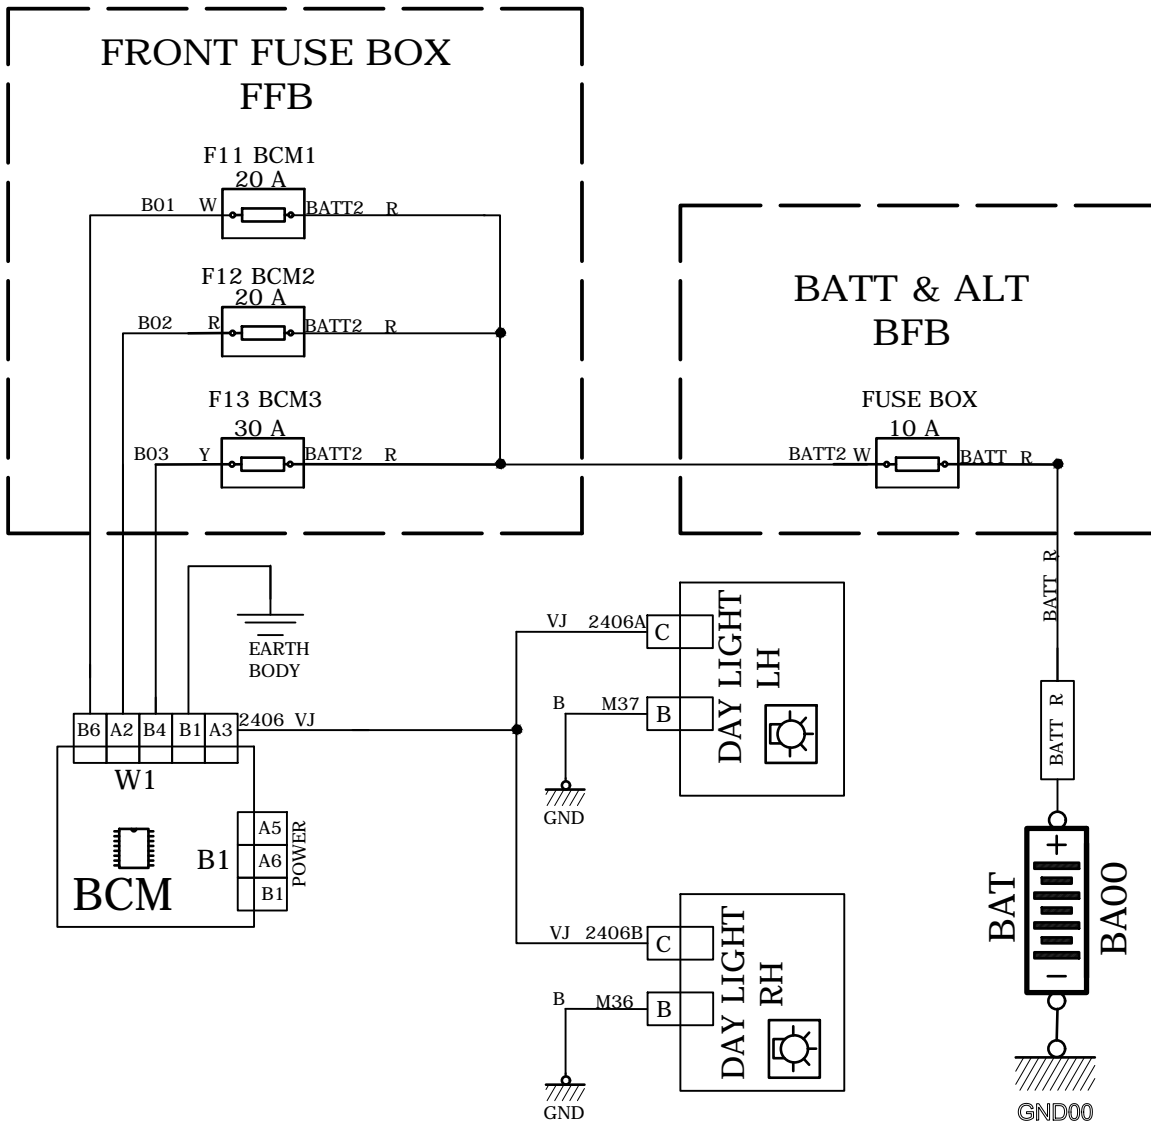 FRONT FUSE BOX
FFB
F11 BCM1
20 A
B01 W BATT2 R
F12 BCM2
20 A
B02 R BATT2 R
F13 BCM3
30 A
B03 Y BATT2 R
BATT & ALT
BFB
FUSE BOX
10 A
BATT2 W BATT R
BATT R
BATT R
EARTH
BODY
B6 A2 B4 B1 A3 2406 VJ
W1
BCM
B1
A5
A6
B1
POWER
VJ 2406A C
B M37 B
DAY LIGHT
LH
GND
VJ 2406B C
B M36 B
DAY LIGHT
RH
GND
+
BAT
BA00
−
GND00